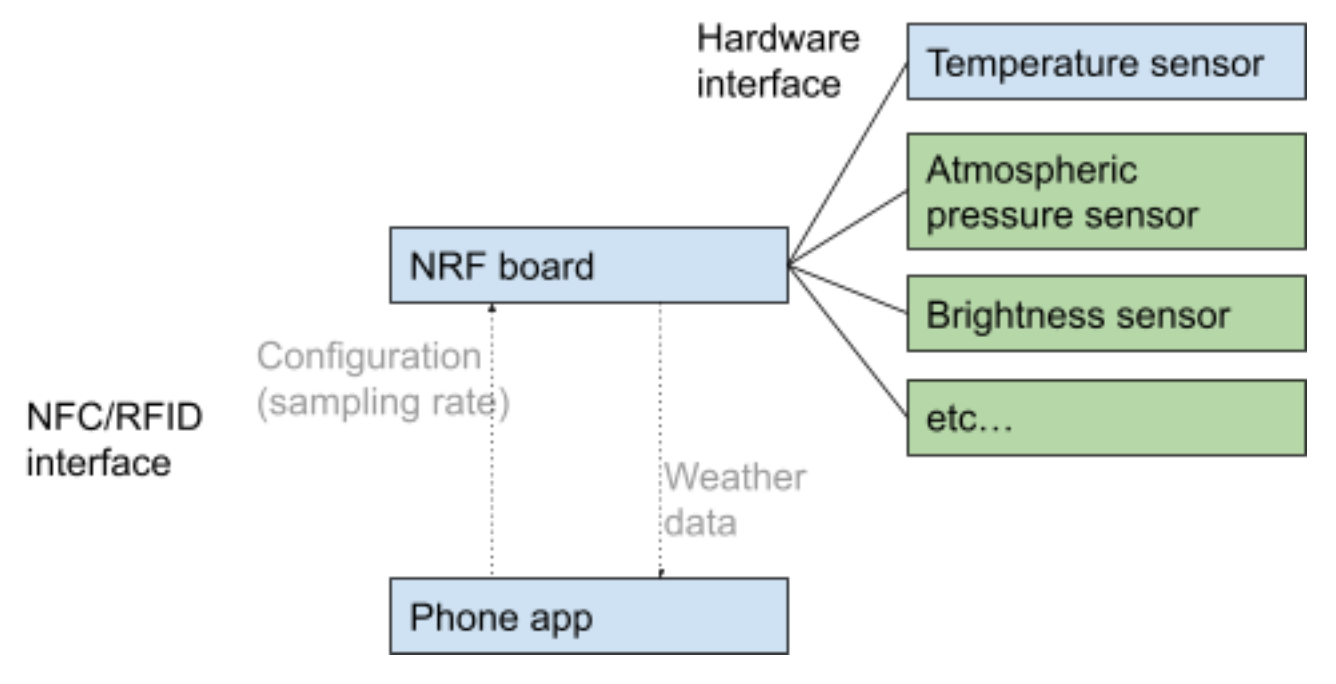 Hardware
interface
Temperature sensor
Atmospheric
pressure sensor
NRF board
Brightness sensor
Configuration
(sampling rate)
etc…
NFC/RFID
interface
Weather
data
Phone app